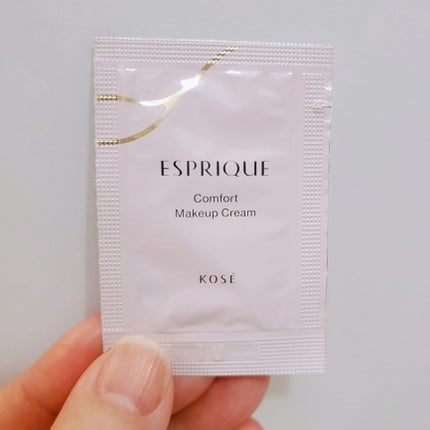 ESPRIQUE
Comfort
Makeup Cream
KOSÉ